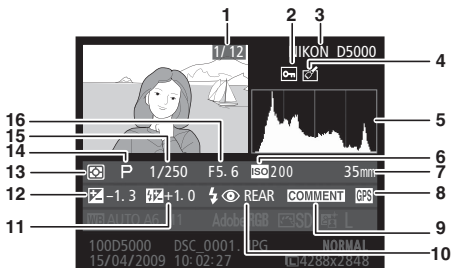 1 2 3
1/12 NIKON D5000
4
5
16
15
14 6
13 P 1/250 F5.6 ISO 200 35mm 7
12 -1.3 +1.0 REAR COMMENT GPS 8
11 9
10
AUTO A6 AdobeRGB SD L
100D5000 DSC_0001.JPG NORMAL
15/04/2009 10:02:27 L 4288x2848